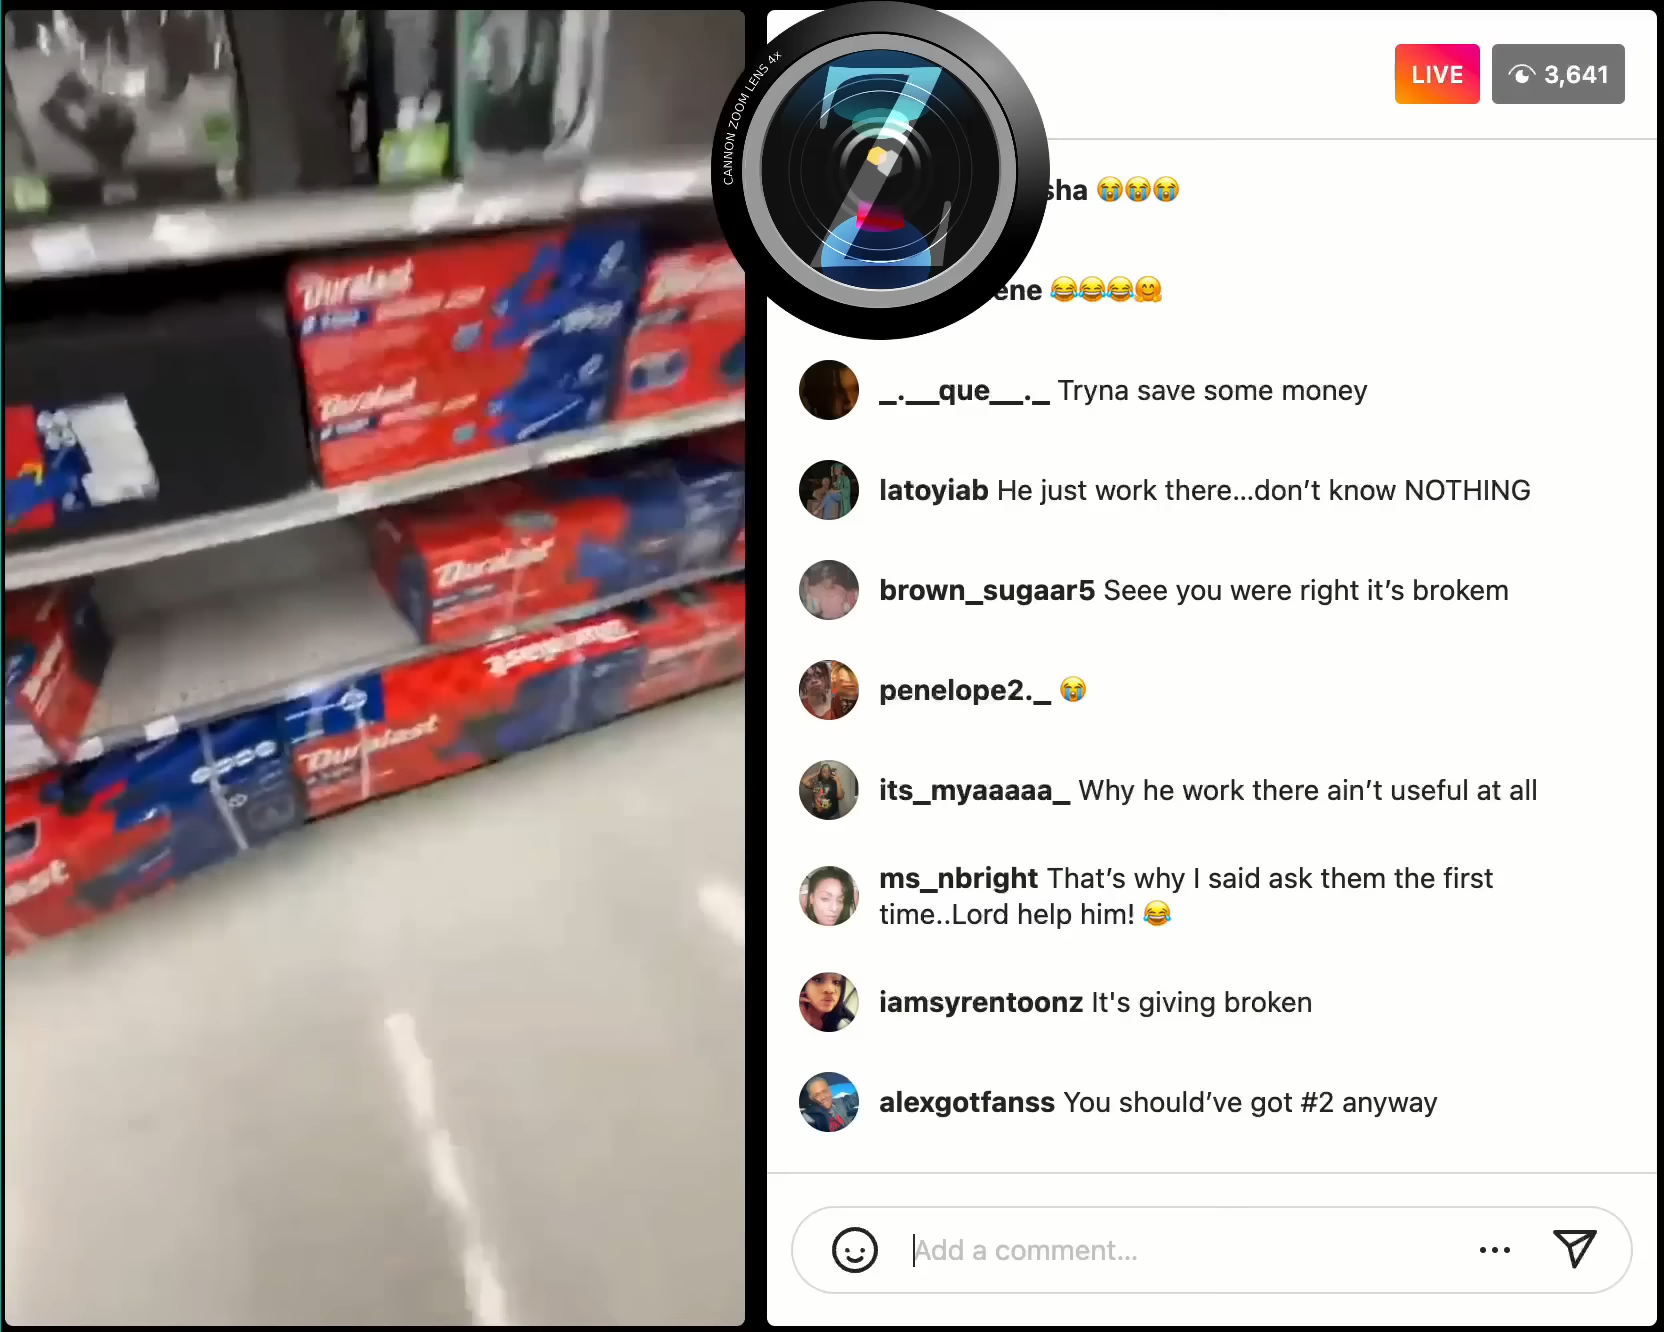 CANNON ZOOM LENS 4x
Z
LIVE
3,641
sha 😭😭😭
ene 😂😂😂🤗
_.__que__._ Tryna save some money
latoyiab He just work there...don’t know NOTHING
brown_sugaar5 Seee you were right it’s brokem
penelope2._ 😭
its_myaaaaa_ Why he work there ain’t useful at all
ms_nbright That’s why I said ask them the first
time..Lord help him! 😂
iamsyrentoonz It's giving broken
alexgotfanss You should’ve got #2 anyway
Add a comment...
Duralast
Duralast
Duralast
Duralast